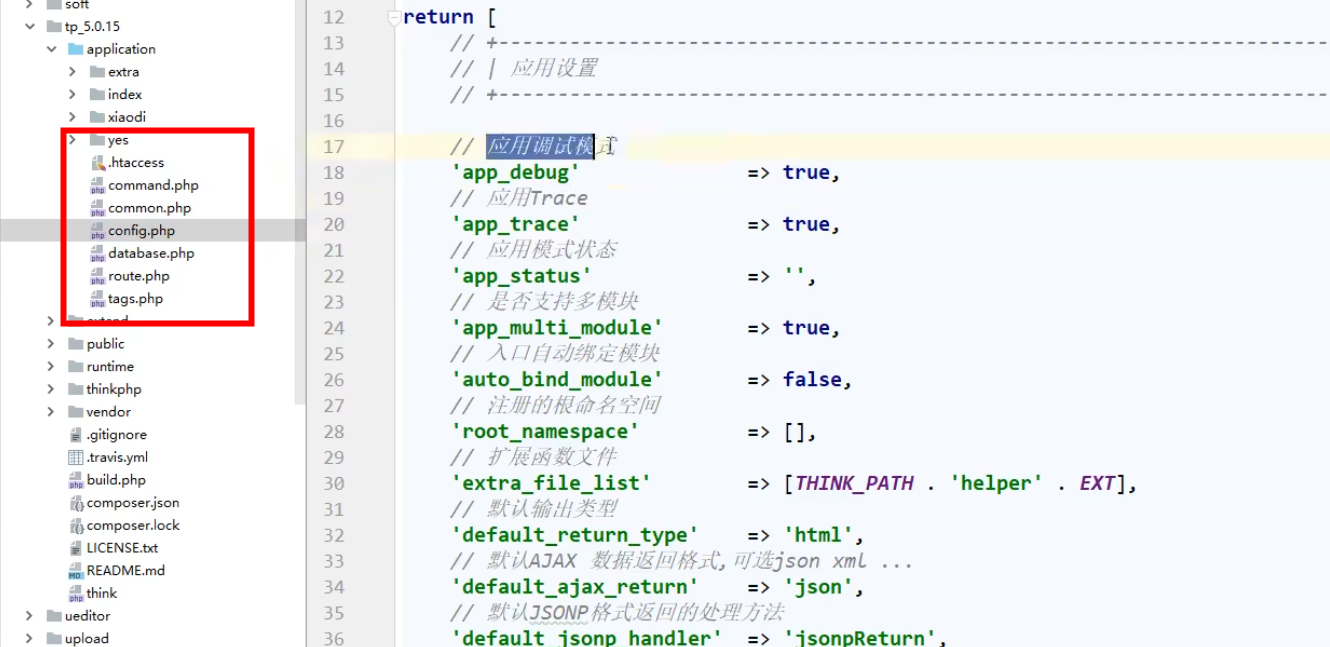 soft
tp_5.0.15
application
extra
index
xiaodi
yes
.htaccess
command.php
common.php
config.php
database.php
route.php
tags.php
extend
public
runtime
thinkphp
vendor
.gitignore
.travis.yml
build.php
composer.json
composer.lock
LICENSE.txt
README.md
think
ueditor
upload
12 return [
13 // +--------------------------------------------------------------------
14 // | 应用设置
15 // +--------------------------------------------------------------------
16
17 // 应用调试模式
18 'app_debug' => true,
19 // 应用Trace
20 'app_trace' => true,
21 // 应用模式状态
22 'app_status' => '',
23 // 是否支持多模块
24 'app_multi_module' => true,
25 // 入口自动绑定模块
26 'auto_bind_module' => false,
27 // 注册的根命名空间
28 'root_namespace' => [],
29 // 扩展函数文件
30 'extra_file_list' => [THINK_PATH . 'helper' . EXT],
31 // 默认输出类型
32 'default_return_type' => 'html',
33 // 默认AJAX 数据返回格式,可选json xml ...
34 'default_ajax_return' => 'json',
35 // 默认JSONP格式返回的处理方法
36 'default_jsonp_handler' => 'jsonpReturn',